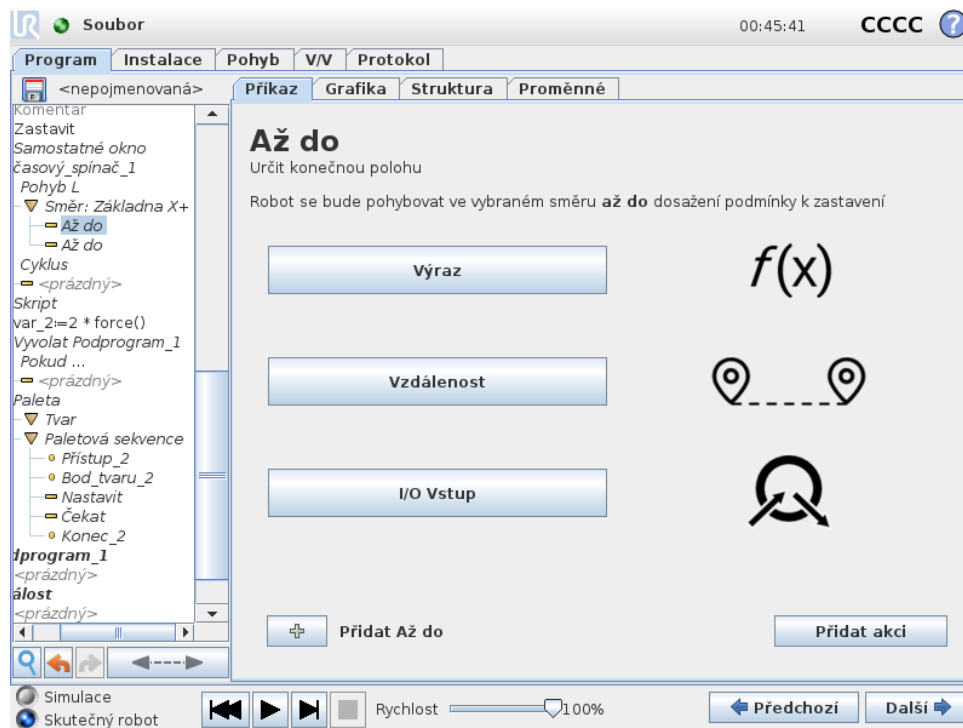 UR Soubor 00:45:41 CCCC ?
Program Instalace Pohyb V/V Protokol
<nepojmenovaná> Příkaz Grafika Struktura Proměnné
Komentář
Zastavit
Samostatné okno
časový_spínač_1
Pohyb L
Směr: Základna X+
Až do
Až do
Cyklus
<prázdný>
Skript
var_2:=2 * force()
Vyvolat Podprogram_1
Pokud ...
<prázdný>
Paleta
Tvar
Paletová sekvence
Přístup_2
Bod_tvaru_2
Nastavit
Čekat
Konec_2
dprogram_1
<prázdný>
álost
<prázdný>
Až do
Určit konečnou polohu
Robot se bude pohybovat ve vybraném směru až do dosažení podmínky k zastavení
Výraz f(x)
Vzdálenost
I/O Vstup
Přidat Až do Přidat akci
Simulace
Skutečný robot
Rychlost 100% Předchozí Další